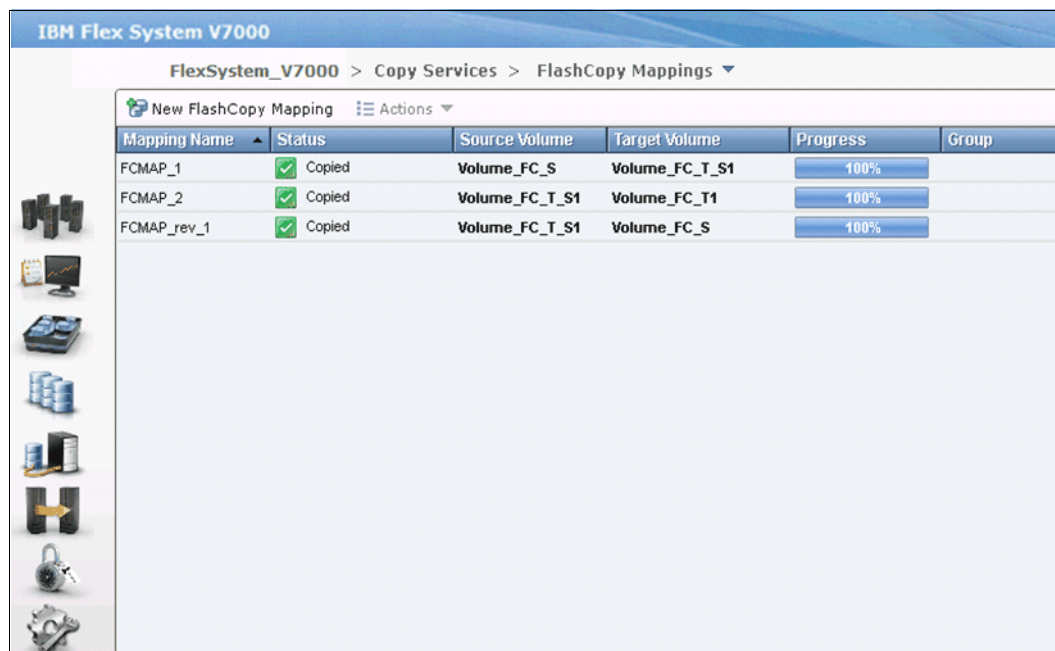 IBM Flex System V7000
FlexSystem_V7000 > Copy Services > FlashCopy Mappings
New FlashCopy Mapping Actions
Mapping Name Status Source Volume Target Volume Progress Group
FCMAP_1 Copied Volume_FC_S Volume_FC_T_S1 100%
FCMAP_2 Copied Volume_FC_T_S1 Volume_FC_T1 100%
FCMAP_rev_1 Copied Volume_FC_T_S1 Volume_FC_S 100%